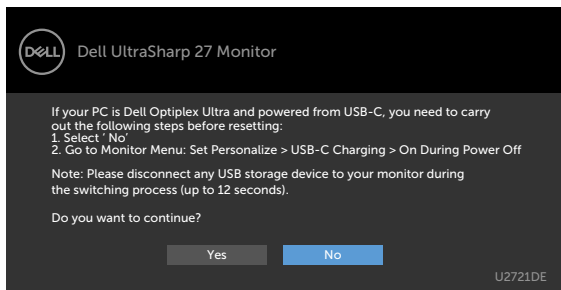 DELL
Dell UltraSharp 27 Monitor
If your PC is Dell Optiplex Ultra and powered from USB-C, you need to carry
out the following steps before resetting:
1. Select ‘ No’
2. Go to Monitor Menu: Set Personalize > USB-C Charging > On During Power Off
Note: Please disconnect any USB storage device to your monitor during
the switching process (up to 12 seconds).
Do you want to continue?
Yes
No
U2721DE